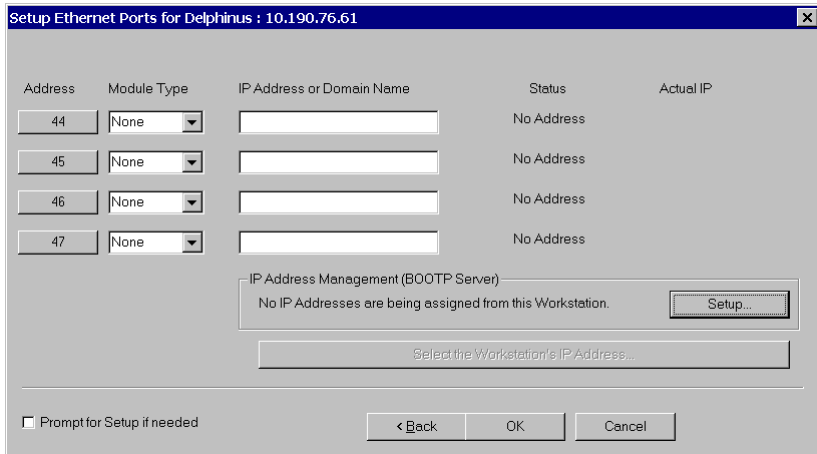 Setup Ethernet Ports for Delphinus : 10.190.76.61
Address Module Type IP Address or Domain Name Status Actual IP
44 None No Address
45 None No Address
46 None No Address
47 None No Address
IP Address Management (BOOTP Server)
No IP Addresses are being assigned from this Workstation. Setup...
Select the Workstation's IP Address...
Prompt for Setup if needed < Back OK Cancel